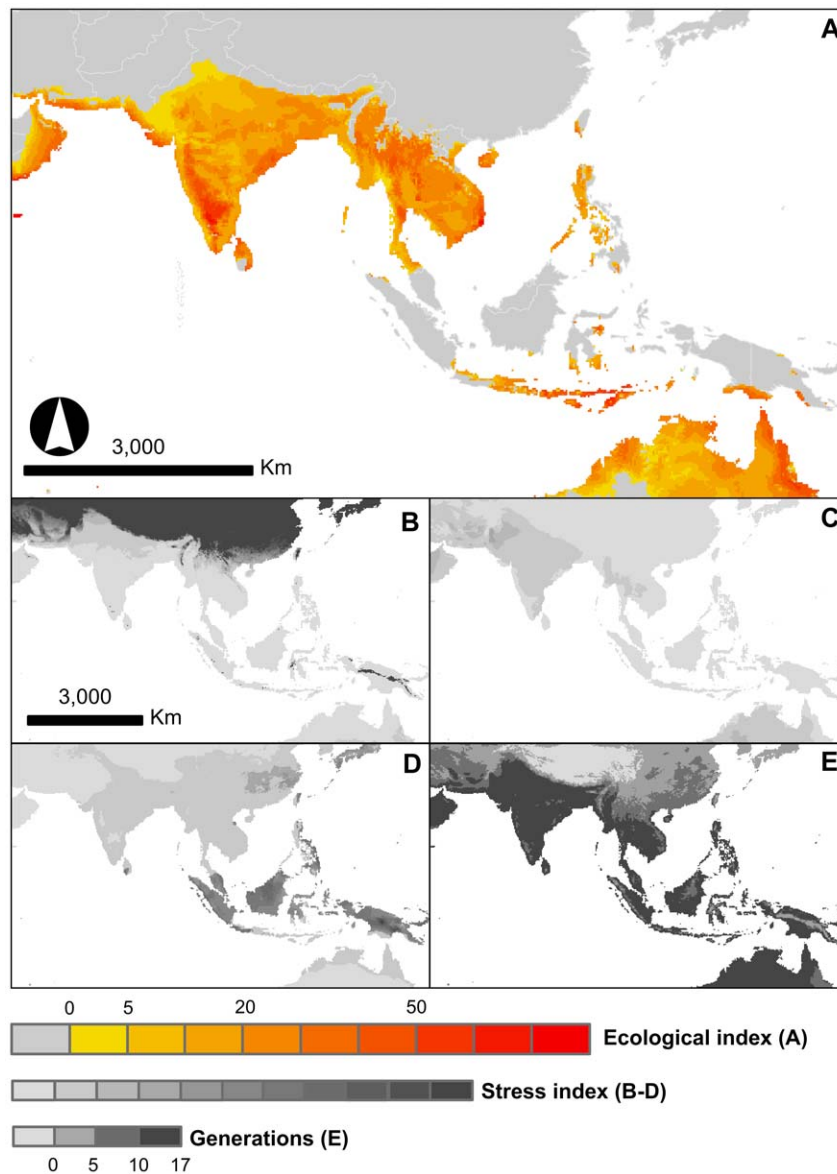 A
3,000
Km
B
C
3,000
Km
D
E
0 5 20 50
Ecological index (A)
Stress index (B-D)
Generations (E)
0 5 10 17